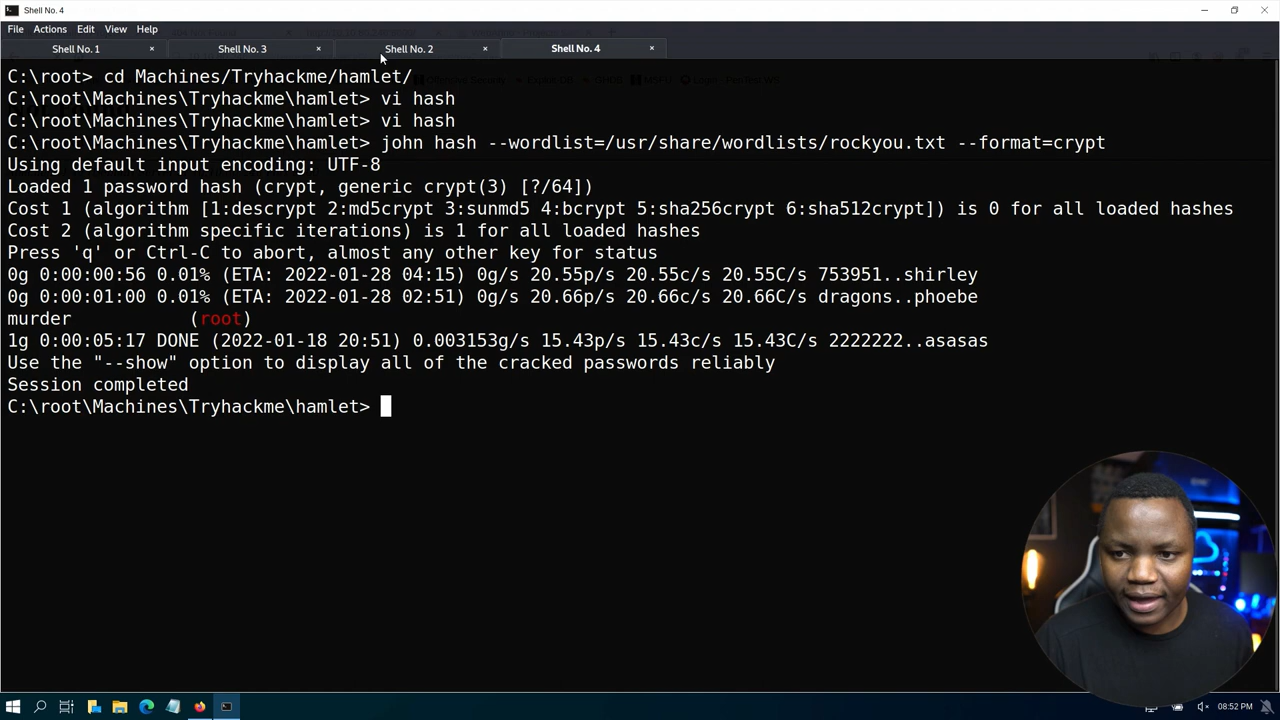 Shell No. 4
File Actions Edit View Help
Shell No. 1 Shell No. 3 Shell No. 2 Shell No. 4
C:\root> cd Machines/Tryhackme/hamlet/
C:\root\Machines\Tryhackme\hamlet> vi hash
C:\root\Machines\Tryhackme\hamlet> vi hash
C:\root\Machines\Tryhackme\hamlet> john hash --wordlist=/usr/share/wordlists/rockyou.txt --format=crypt
Using default input encoding: UTF-8
Loaded 1 password hash (crypt, generic crypt(3) [?/64])
Cost 1 (algorithm [1:descrypt 2:md5crypt 3:sunmd5 4:bcrypt 5:sha256crypt 6:sha512crypt]) is 0 for all loaded hashes
Cost 2 (algorithm specific iterations) is 1 for all loaded hashes
Press 'q' or Ctrl-C to abort, almost any other key for status
0g 0:00:00:56 0.01% (ETA: 2022-01-28 04:15) 0g/s 20.55p/s 20.55c/s 20.55C/s 753951..shirley
0g 0:00:01:00 0.01% (ETA: 2022-01-28 02:51) 0g/s 20.66p/s 20.66c/s 20.66C/s dragons..phoebe
murder (root)
1g 0:00:05:17 DONE (2022-01-18 20:51) 0.003153g/s 15.43p/s 15.43c/s 15.43C/s 2222222..asasas
Use the "--show" option to display all of the cracked passwords reliably
Session completed
C:\root\Machines\Tryhackme\hamlet>
08:52 PM